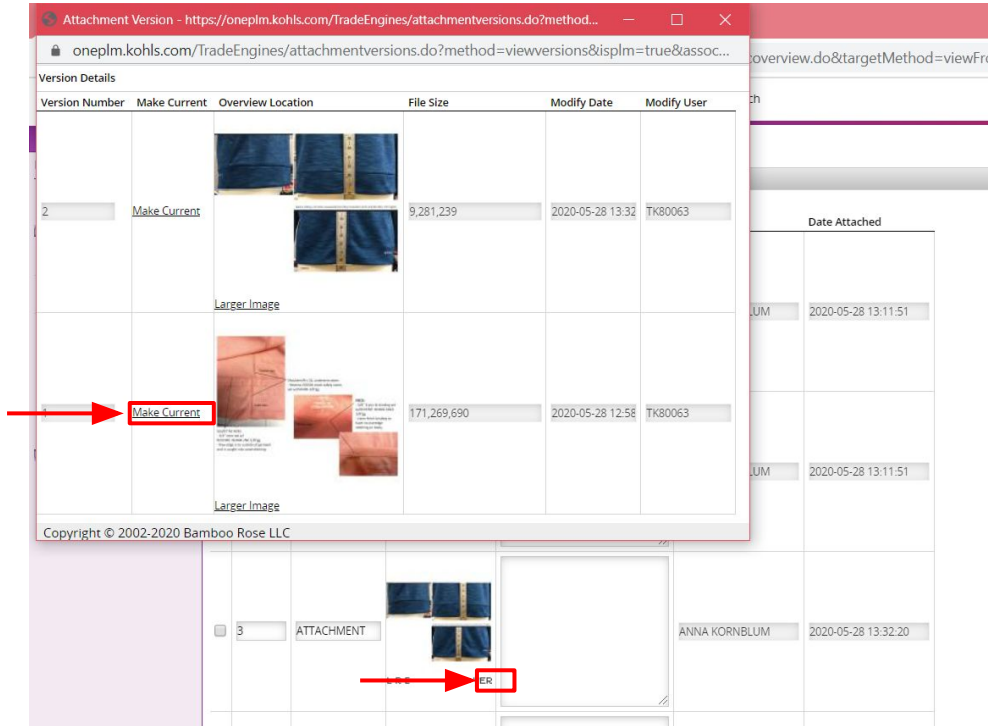 Attachment Version - https://oneplm.kohls.com/TradeEngines/attachmentversions.do?method...
oneplm.kohls.com/TradeEngines/attachmentversions.do?method=viewversions&isplm=true&assoc...
overview.do&targetMethod=viewFro
Version Details
Version Number Make Current Overview Location File Size Modify Date Modify User
2 Make Current 9,281,239 2020-05-28 13:32 TK80063
Larger Image
Date Attached
LUM 2020-05-28 13:11:51
1 Make Current 171,269,690 2020-05-28 12:58 TK80063
LUM 2020-05-28 13:11:51
Larger Image
Copyright © 2002-2020 Bamboo Rose LLC
3 ATTACHMENT ANNA KORNBLUM 2020-05-28 13:32:20
ER